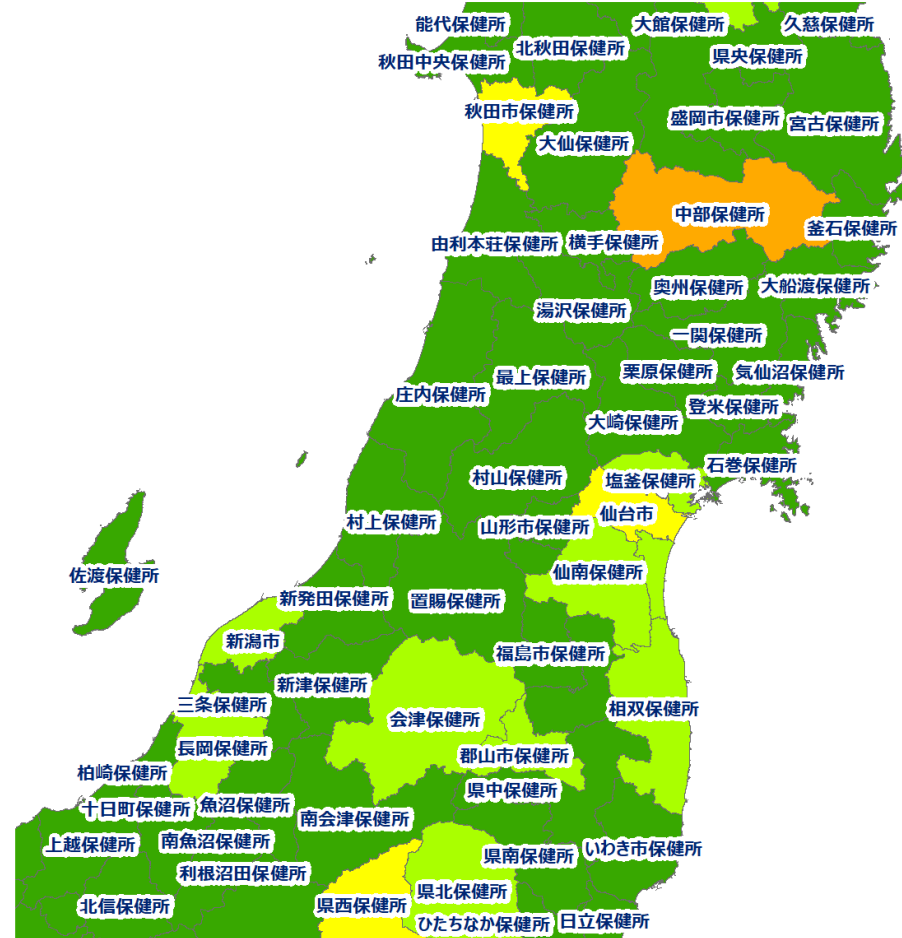 能代保健所
大館保健所
久慈保健所
北秋田保健所
県央保健所
秋田中央保健所
秋田市保健所
盛岡市保健所
宮古保健所
大仙保健所
中部保健所
釜石保健所
由利本荘保健所
横手保健所
奥州保健所
大船渡保健所
湯沢保健所
一関保健所
最上保健所
栗原保健所
気仙沼保健所
庄内保健所
登米保健所
大崎保健所
石巻保健所
村山保健所
塩釜保健所
仙台市
村上保健所
山形市保健所
佐渡保健所
仙南保健所
新発田保健所
置賜保健所
新潟市
福島市保健所
新津保健所
三条保健所
会津保健所
相双保健所
長岡保健所
郡山市保健所
柏崎保健所
県中保健所
十日町保健所
魚沼保健所
南会津保健所
上越保健所
南魚沼保健所
県南保健所
いわき市保健所
利根沼田保健所
県北保健所
北信保健所
県西保健所
ひたちなか保健所
日立保健所